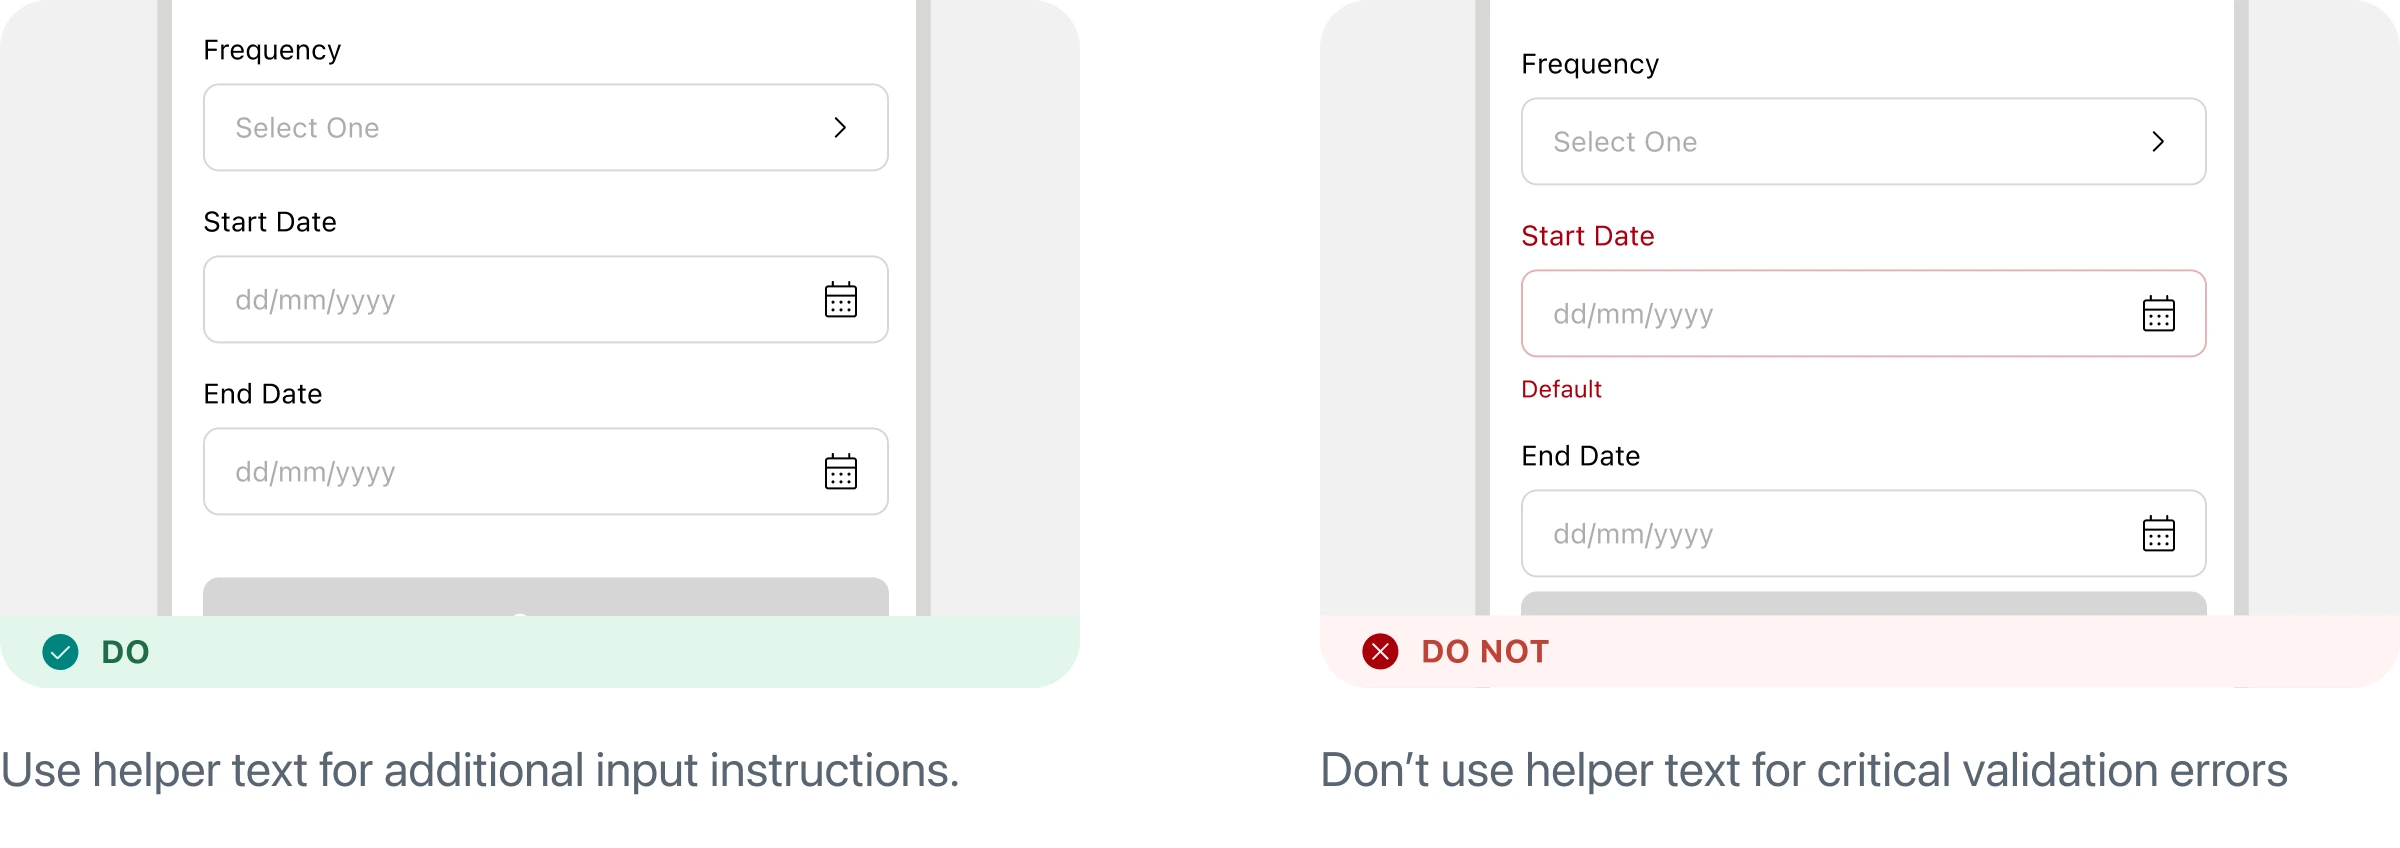 Frequency
Select One
Start Date
dd/mm/yyyy
End Date
dd/mm/yyyy
DO
Use helper text for additional input instructions.
Frequency
Select One
Start Date
dd/mm/yyyy
Default
End Date
dd/mm/yyyy
DO NOT
Don’t use helper text for critical validation errors